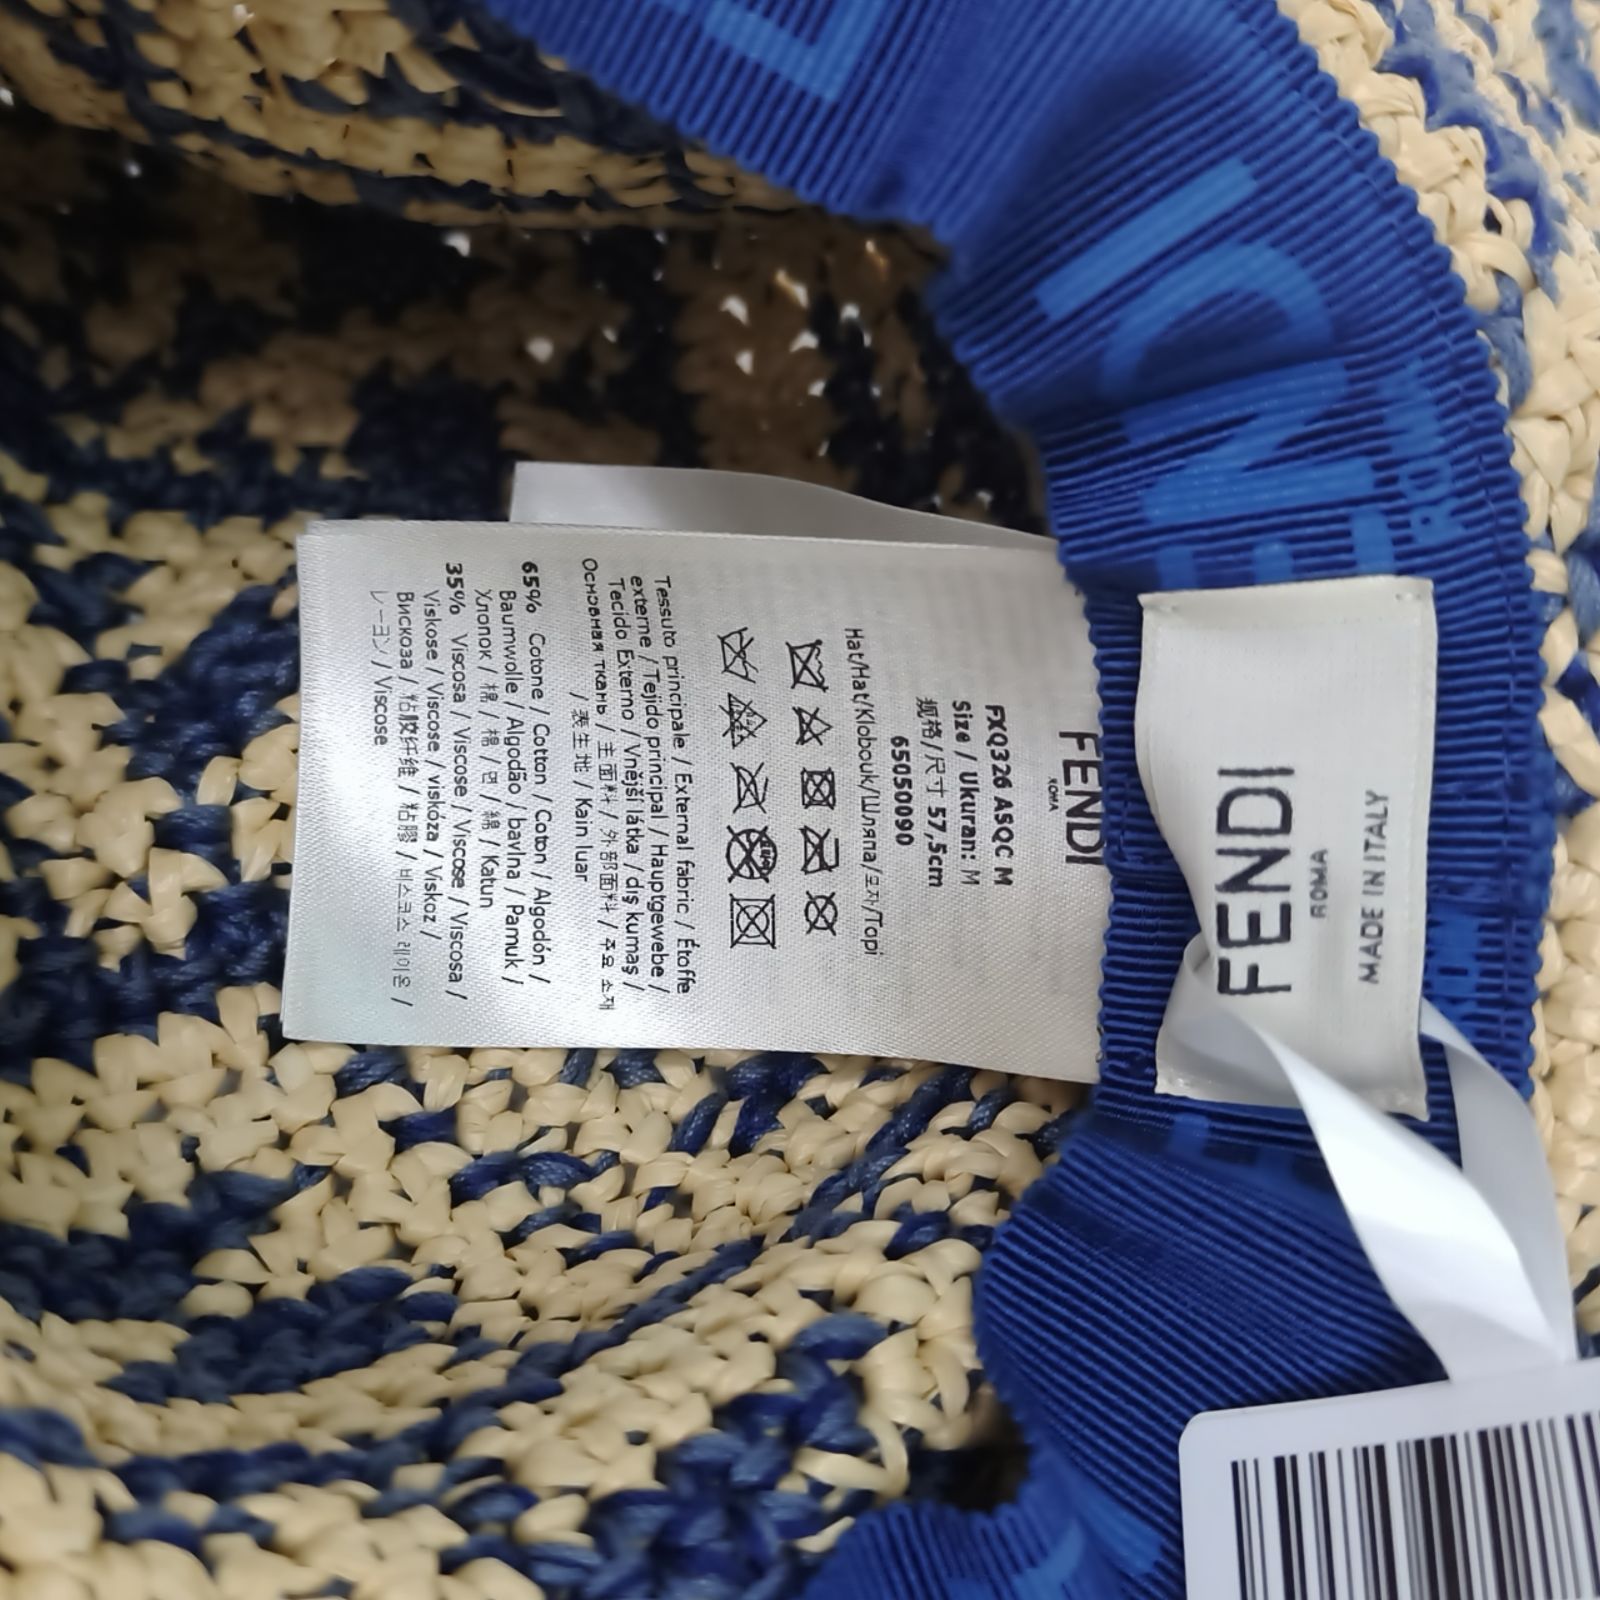 FENDI
ROMA
MADE IN ITALY
FENDI
ROMA
FXQ326 ASQC M
Size / Ukuran: M
规格/尺寸 57,5cm
65050090
Hat/Hat/Klobouk/Шляпа/모자/Topi
Tessuto principale / External fabric / Étoffe
externe / Tejido principal / Hauptgewebe /
Tecido Externo / Vnější látka / dış kumaş /
Основная ткань / 主面料 / 外部面料 / 주요 소재
/ 表生地 / Kain luar
65% Cotone / Cotton / Coton / Algodón /
Baumwolle / Algodão / bavlna / Pamuk /
Хлопок / 棉 / 棉 / 면 / 綿 / Katun
35% Viscosa / Viscose / Viscose / Viscosa /
Viskose / Viscose / viskóza / Viskoz /
Вискоза / 粘胶纤维 / 粘膠 / 비스코스 레이온 /
レーヨン / Viscose
ROMA